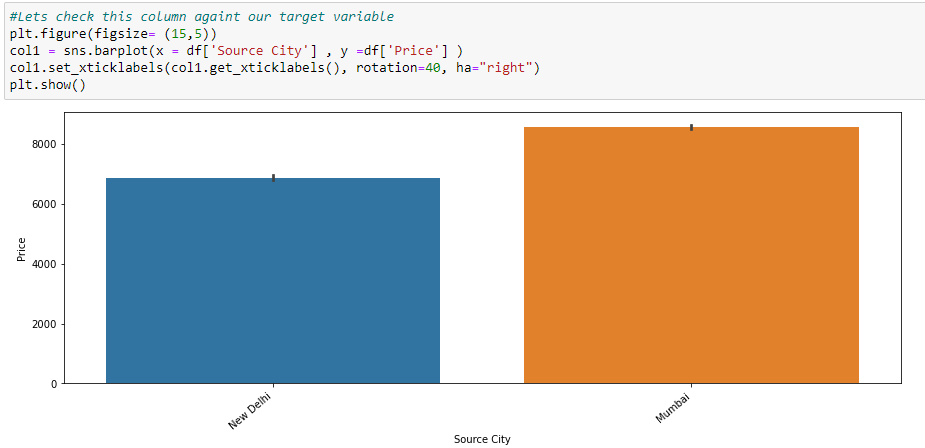 #Lets check this column againt our target variable
plt.figure(figsize= (15,5))
col1 = sns.barplot(x = df['Source City'] , y =df['Price'] )
col1.set_xticklabels(col1.get_xticklabels(), rotation=40, ha="right")
plt.show()
8000
6000
4000
2000
0
Price
New Delhi
Mumbai
Source City